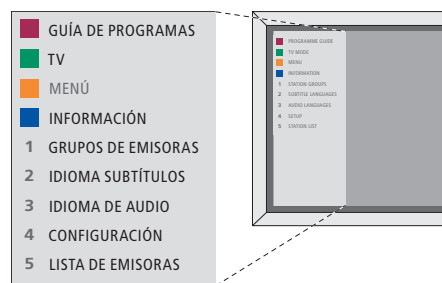 GUÍA DE PROGRAMAS
TV
MENÚ
INFORMACIÓN
1 GRUPOS DE EMISORAS
2 IDIOMA SUBTÍTULOS
3 IDIOMA DE AUDIO
4 CONFIGURACIÓN
5 LISTA DE EMISORAS
PROGRAMME GUIDE
TV MODE
MENU
INFORMATION
1 STATION GROUPS
2 SUBTITLE LANGUAGES
3 AUDIO LANGUAGES
4 SETUP
5 STATION LIST